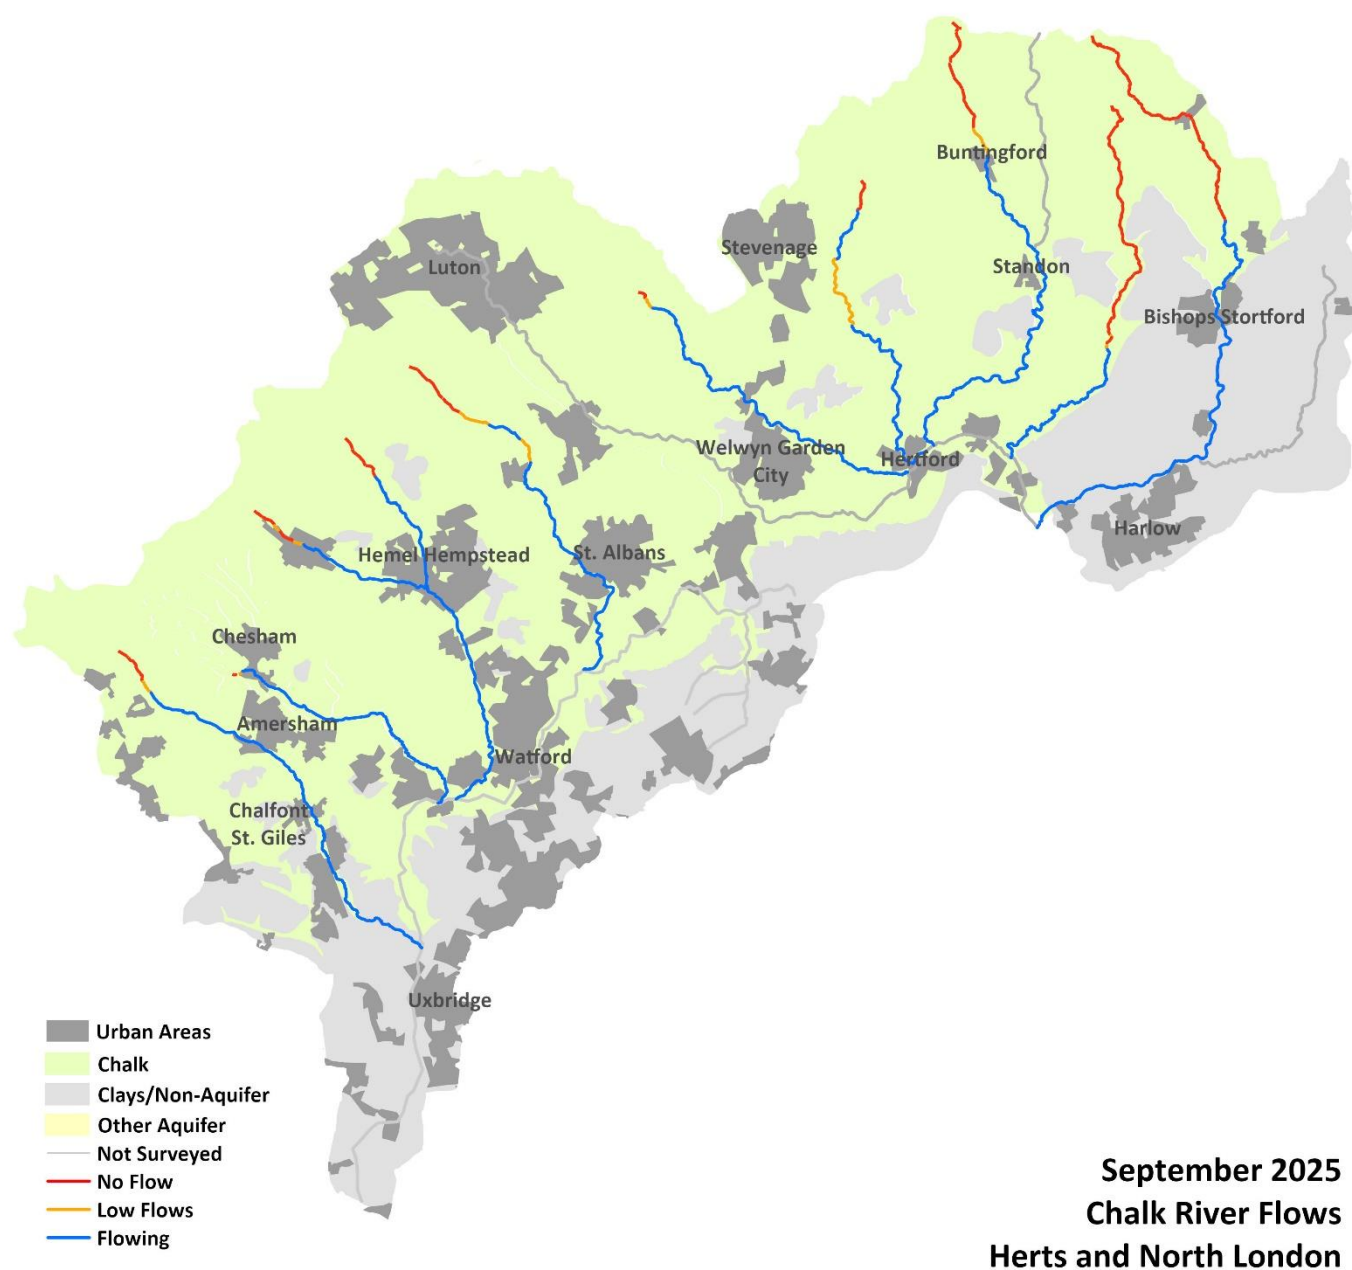 Buntingford
Stevenage
Standon
Luton
Bishops Stortford
Welwyn Garden
City
Hertford
Harlow
Hemel Hempstead
St. Albans
Chesham
Amersham
Watford
Chalfont
St. Giles
Uxbridge
Urban Areas
Chalk
Clays/Non-Aquifer
Other Aquifer
Not Surveyed
No Flow
Low Flows
Flowing
September 2025
Chalk River Flows
Herts and North London